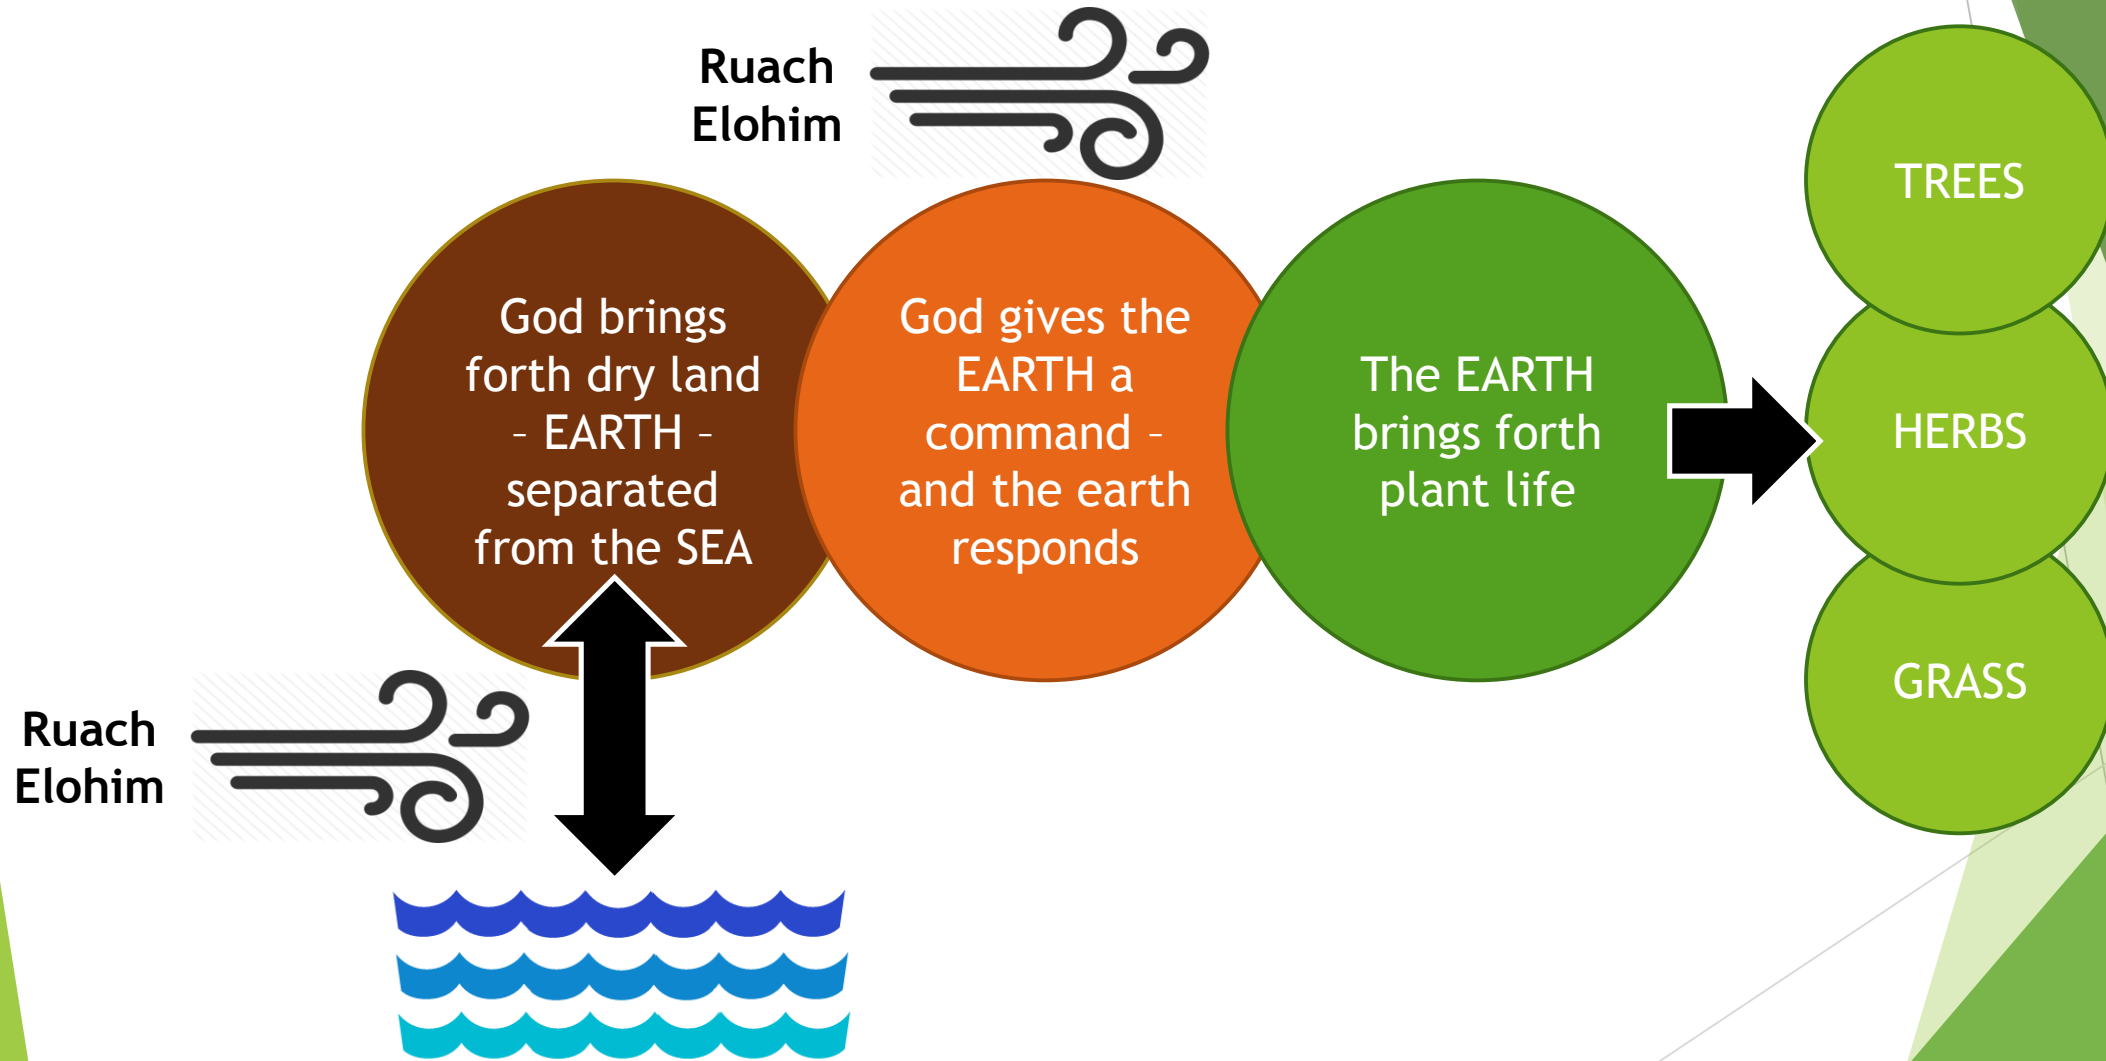 Ruach
Elohim
God brings
forth dry land
– EARTH –
separated
from the SEA
God gives the
EARTH a
command –
and the earth
responds
The EARTH
brings forth
plant life
TREES
HERBS
GRASS
Ruach
Elohim